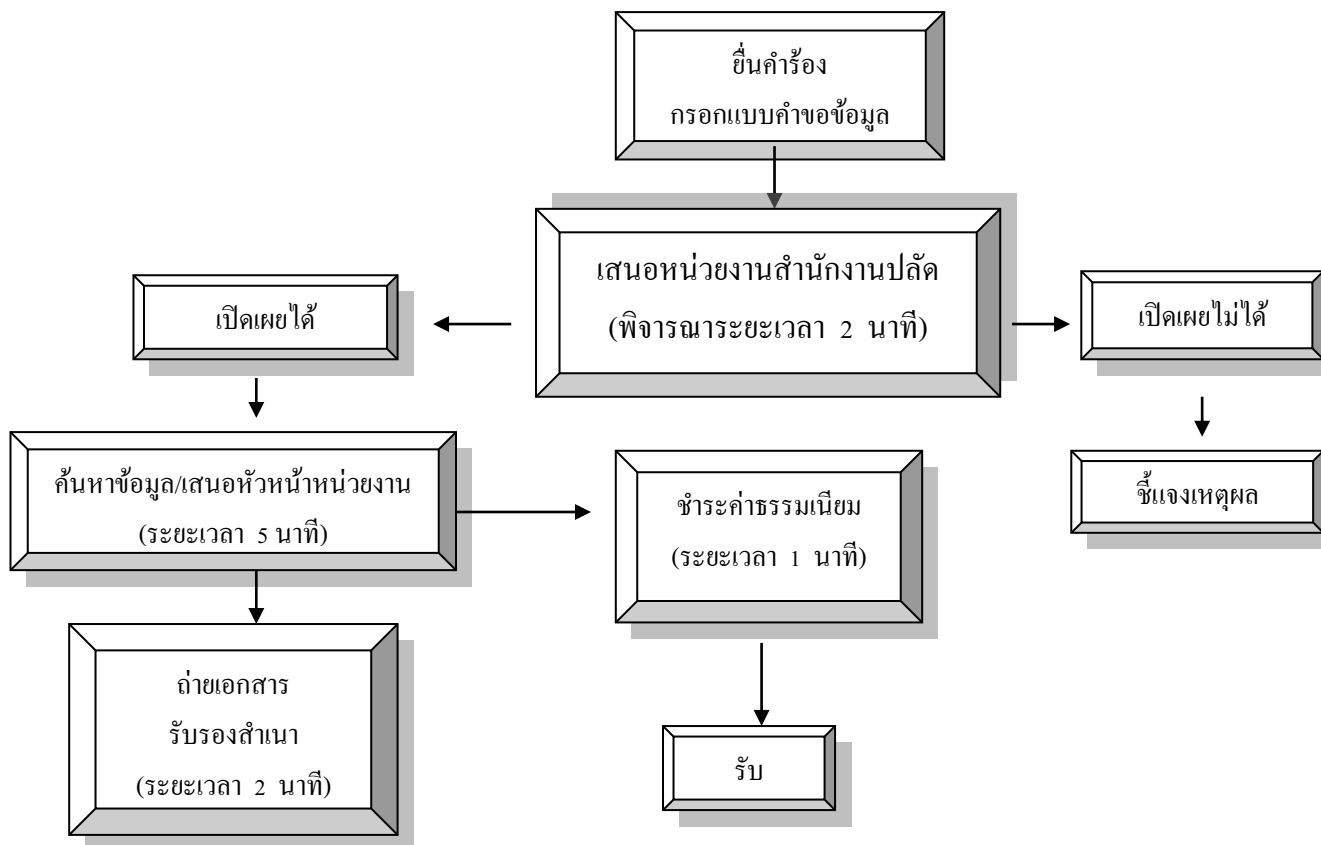 ยื่นคำร้อง
กรอกแบบคำขอข้อมูล
เสนอหน่วยงานสำนักงานปลัด
(พิจารณาระยะเวลา 2 นาที)
เปิดเผยได้
เปิดเผยไม่ได้
ค้นหาข้อมูล/เสนอหัวหน้าหน่วยงาน
(ระยะเวลา 5 นาที)
ชำระค่าธรรมเนียม
(ระยะเวลา 1 นาที)
ชี้แจงเหตุผล
ถ่ายเอกสาร
รับรองสำเนา
(ระยะเวลา 2 นาที)
รับ